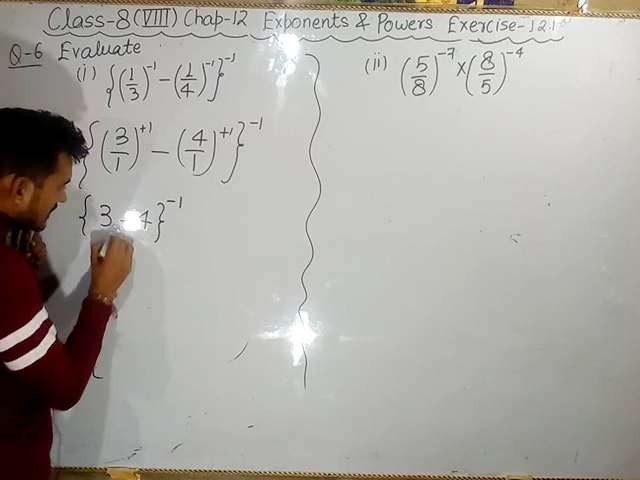 Class-8 (VIII) Chap-12 Exponents & Powers Exercise-12.1
Q-6 Evaluate
(i) {(1/3)⁻¹ - (1/4)⁻¹}⁻¹
{(3/1)⁺¹ - (4/1)⁺¹}⁻¹
{3 - 4}⁻¹
(ii) (5/8)⁻⁷ × (8/5)⁻⁴